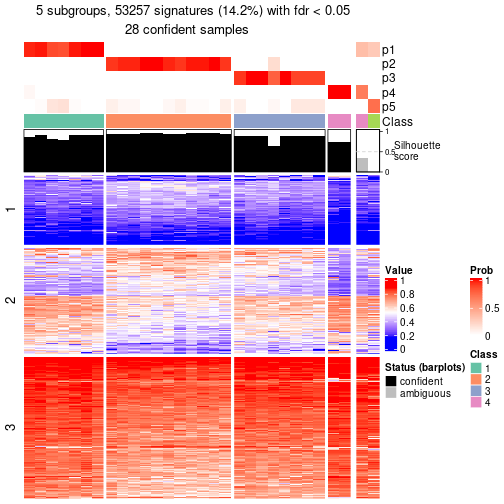 5 subgroups, 53257 signatures (14.2%) with fdr < 0.05
28 confident samples
p1
p2
p3
p4
p5
Class
1
0.5
0
Silhouette
score
1
2
3
Value
1
0.8
0.6
0.4
0.2
0
Status (barplots)
confident
ambiguous
Prob
1
0.5
0
Class
1
2
3
4